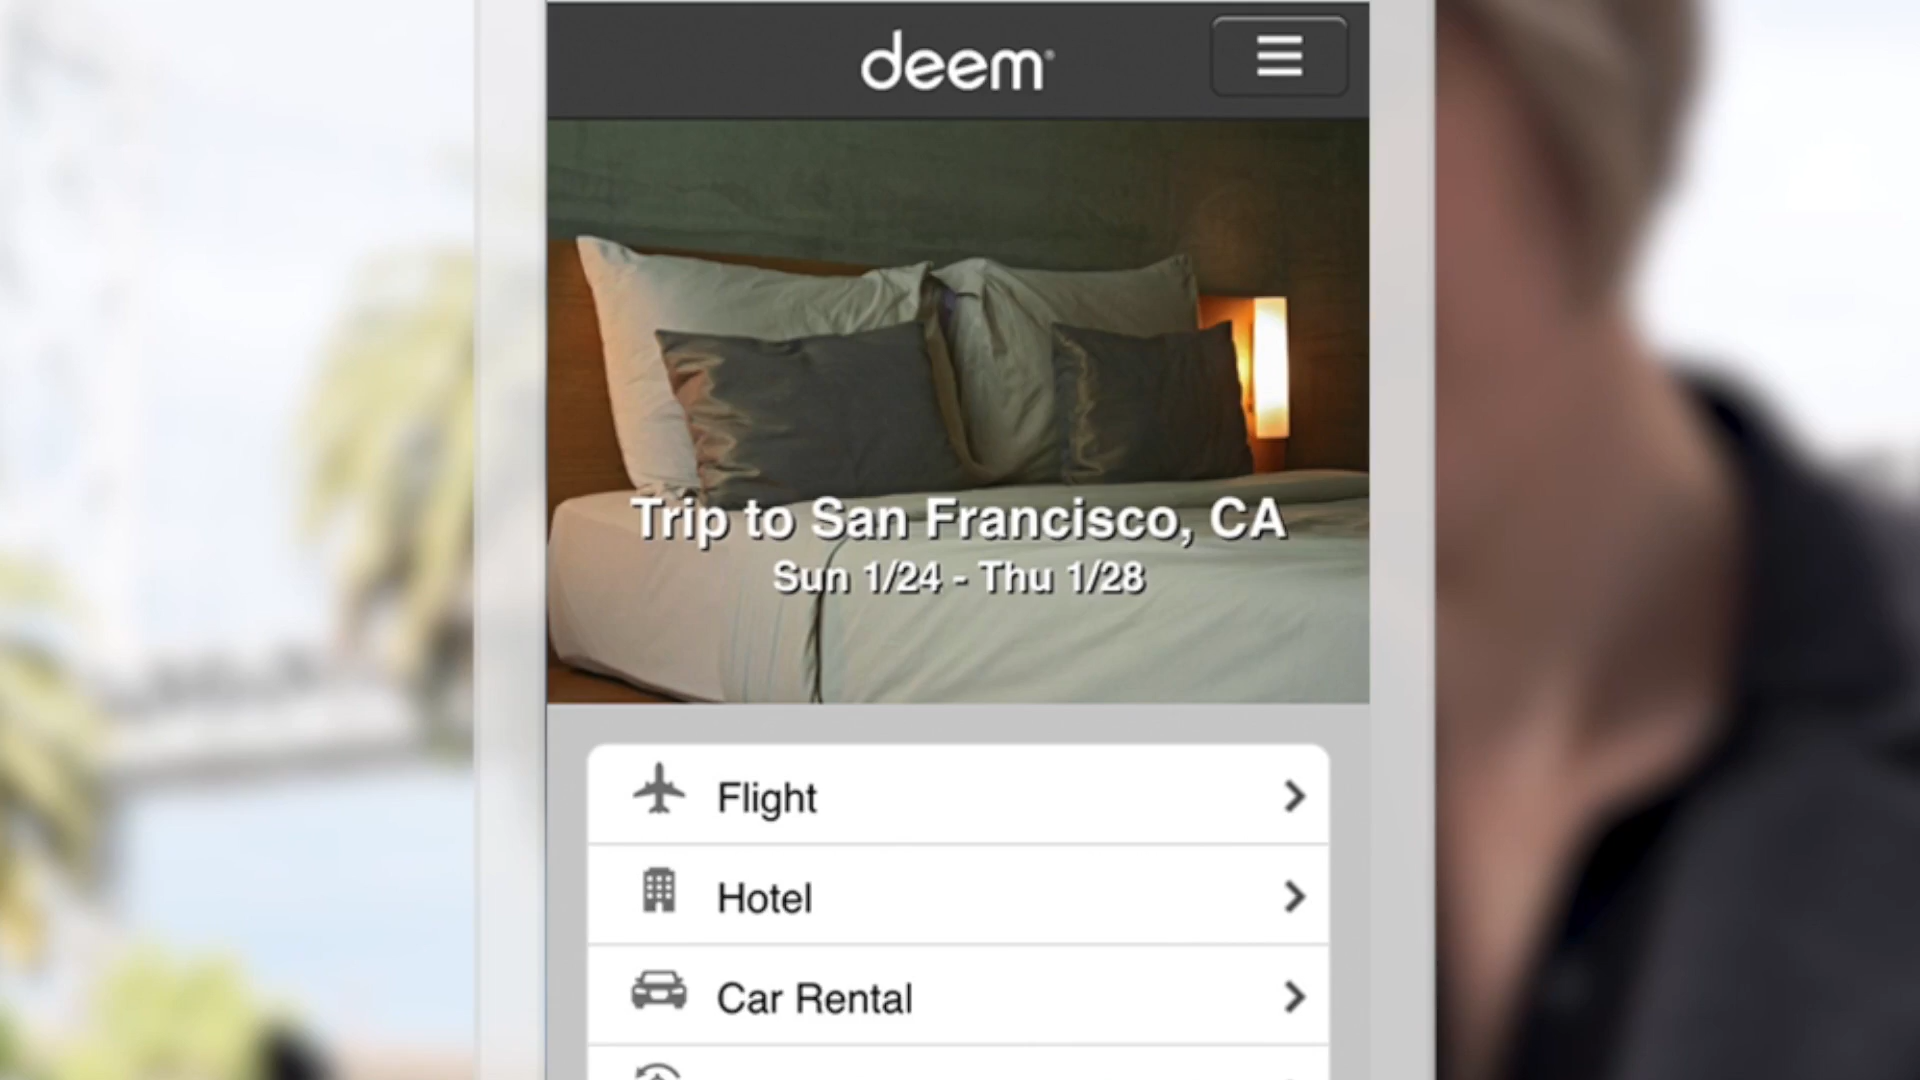 deem®
Trip to San Francisco, CA
Sun 1/24 - Thu 1/28
Flight
Hotel
Car Rental